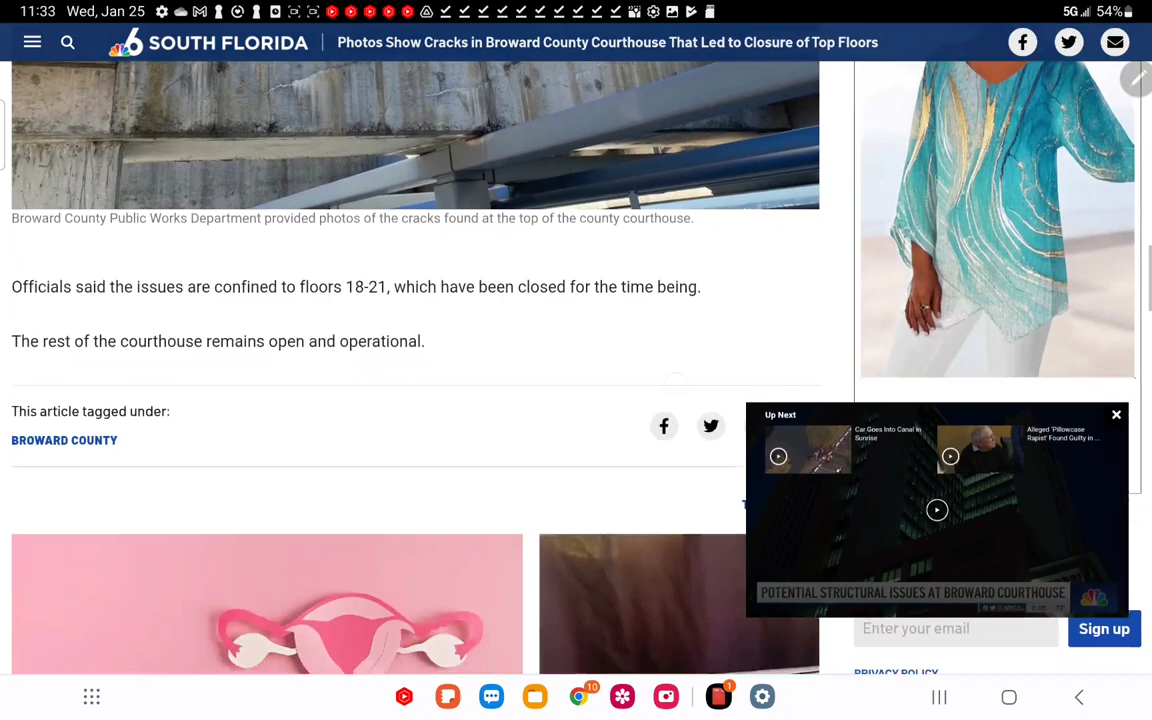 11:33 Wed, Jan 25
5G 54%
6 SOUTH FLORIDA
Photos Show Cracks in Broward County Courthouse That Led to Closure of Top Floors
Broward County Public Works Department provided photos of the cracks found at the top of the county courthouse.
Officials said the issues are confined to floors 18-21, which have been closed for the time being.
The rest of the courthouse remains open and operational.
This article tagged under:
BROWARD COUNTY
Up Next
Car Goes Into Canal in
Sunrise
Alleged 'Pillowcase
Rapist' Found Guilty in ...
POTENTIAL STRUCTURAL ISSUES AT BROWARD COURTHOUSE
Enter your email
Sign up
PRIVACY POLICY
10
1